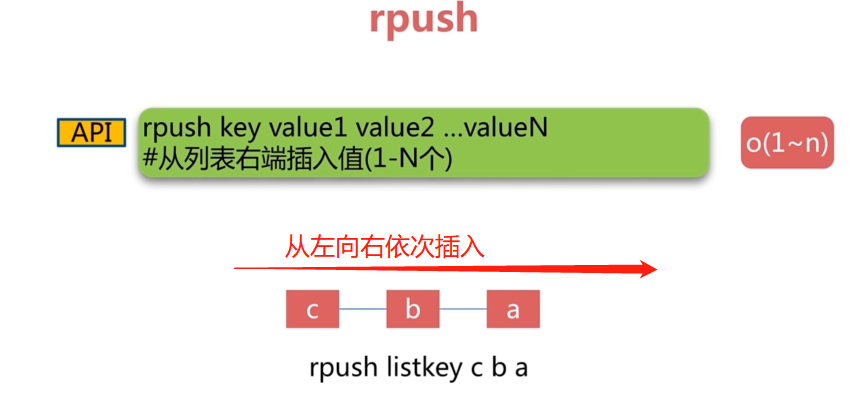 rpush
API
rpush key value1 value2 ...valueN
#从列表右端插入值(1-N个)
o(1~n)
从左向右依次插入
c b a
rpush listkey c b a